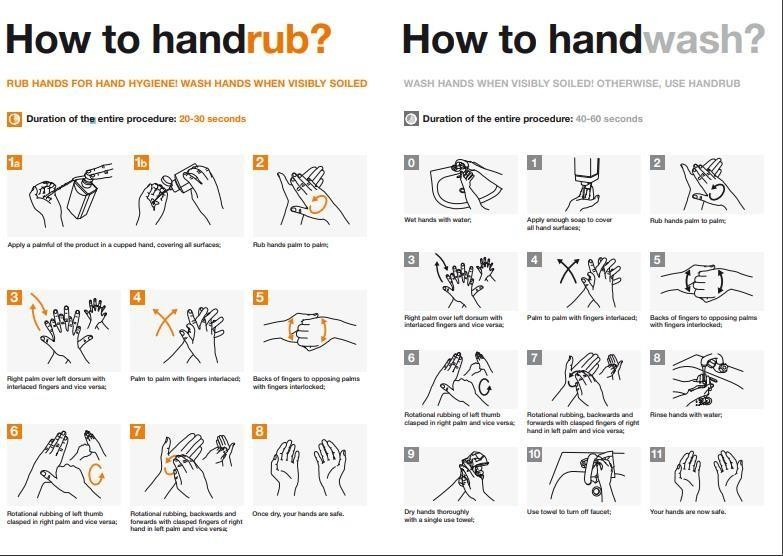 How to handrub?
RUB HANDS FOR HAND HYGIENE! WASH HANDS WHEN VISIBLY SOILED
Duration of the entire procedure: 20-30 seconds
1a
1b
2
Apply a palmful of the product in a cupped hand, covering all surfaces;
Rub hands palm to palm;
3
4
5
Right palm over left dorsum with
interlaced fingers and vice versa;
Palm to palm with fingers interlaced;
Backs of fingers to opposing palms
with fingers interlocked;
6
7
8
Rotational rubbing of left thumb
clasped in right palm and vice versa;
Rotational rubbing, backwards and
forwards with clasped fingers of right
hand in left palm and vice versa;
Once dry, your hands are safe.
How to handwash?
WASH HANDS WHEN VISIBLY SOILED! OTHERWISE, USE HANDRUB
Duration of the entire procedure: 40-60 seconds
0
1
2
Wet hands with water;
Apply enough soap to cover
all hand surfaces;
Rub hands palm to palm;
3
4
5
Right palm over left dorsum with
interlaced fingers and vice versa;
Palm to palm with fingers interlaced;
Backs of fingers to opposing palms
with fingers interlocked;
6
7
8
Rotational rubbing of left thumb
clasped in right palm and vice versa;
Rotational rubbing, backwards and
forwards with clasped fingers of right
hand in left palm and vice versa;
Rinse hands with water;
9
10
11
Dry hands thoroughly
with a single use towel;
Use towel to turn off faucet;
Your hands are now safe.